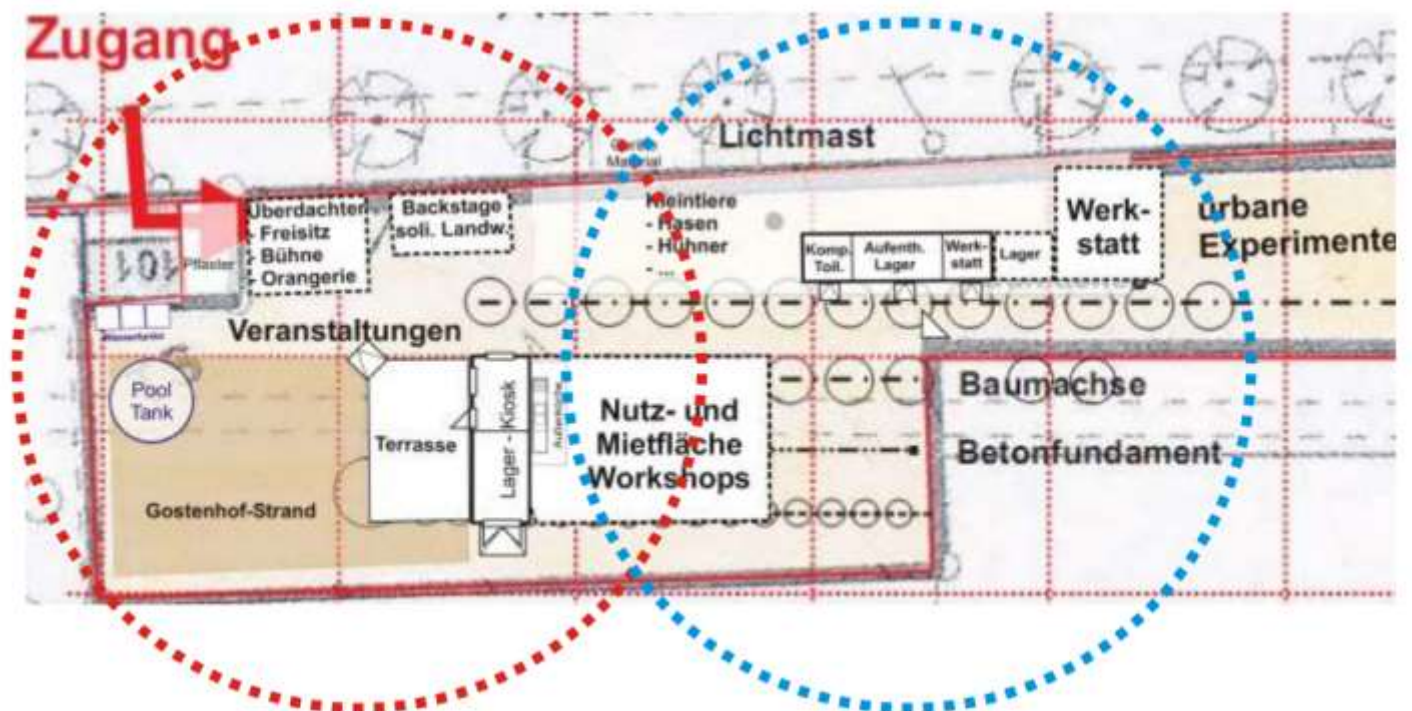 Zugang
Lichtmast
Material
Überdachter
- Freisitz
- Bühne
- Orangerie
Backstage
soli. Landw.
Kleintiere
- Hasen
- Hühner
- ...
Komp.
Toil.
Aufenth.
Lager
Werk-
statt
Lager
Werk-
statt
urbane
Experimente
101
Pflaster
Veranstaltungen
Pool
Tank
Terrasse
Lager - Kiosk
Nutz- und
Mietfläche
Workshops
Baumachse
Betonfundament
Gostenhof-Strand